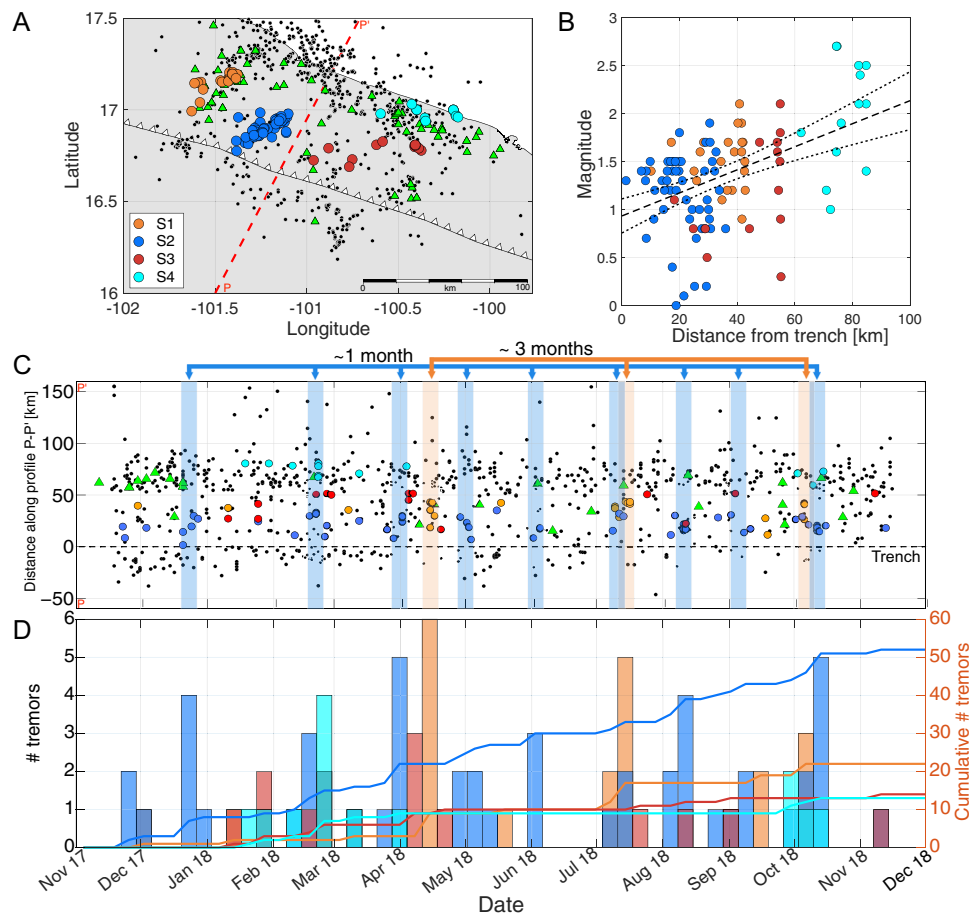 A
17.5
17
16.5
16
Latitude
P'
P
S1
S2
S3
S4
0
km
100
-102
-101.5
-101
-100.5
-100
Longitude
B
3
2.5
2
1.5
1
0.5
0
Magnitude
0
20
40
60
80
100
Distance from trench [km]
~1 month
~ 3 months
C
150
100
50
0
−50
P'
P
Distance along profile P-P' [km]
Trench
D
6
5
4
3
2
1
0
# tremors
60
50
40
30
20
10
0
Cumulative # tremors
Nov 17
Dec 17
Jan 18
Feb 18
Mar 18
Apr 18
May 18
Jun 18
Jul 18
Aug 18
Sep 18
Oct 18
Nov 18
Dec 18
Date